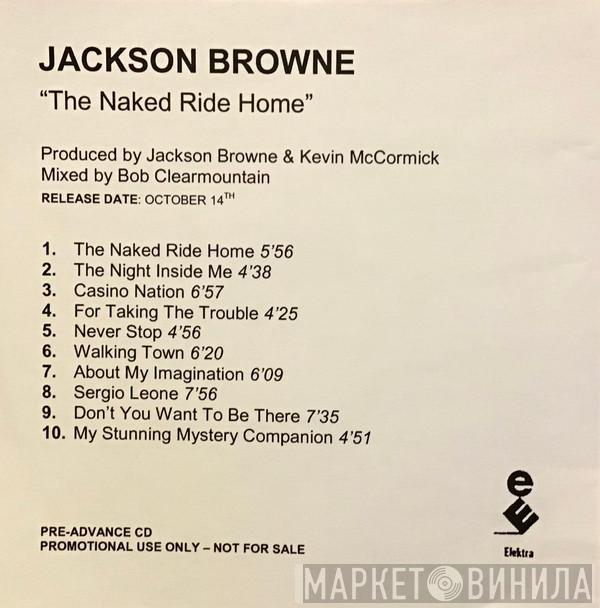 JACKSON BROWNE
“The Naked Ride Home”
Produced by Jackson Browne & Kevin McCormick
Mixed by Bob Clearmountain
RELEASE DATE: OCTOBER 14TH
1. The Naked Ride Home 5’56
2. The Night Inside Me 4’38
3. Casino Nation 6’57
4. For Taking The Trouble 4’25
5. Never Stop 4’56
6. Walking Town 6’20
7. About My Imagination 6’09
8. Sergio Leone 7’56
9. Don’t You Want To Be There 7’35
10. My Stunning Mystery Companion 4’51
e
Elektra
PRE-ADVANCE CD
PROMOTIONAL USE ONLY – NOT FOR SALE
МАРКЕТ ВИНИЛА